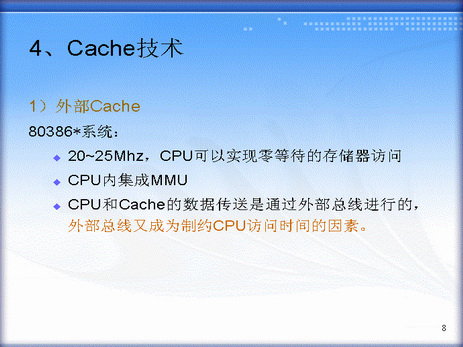 4、Cache技术
1）外部Cache
80386*系统：
20~25Mhz，CPU可以实现零等待的存储器访问
CPU内集成MMU
CPU和Cache的数据传送是通过外部总线进行的，
外部总线又成为制约CPU访问时间的因素。
8